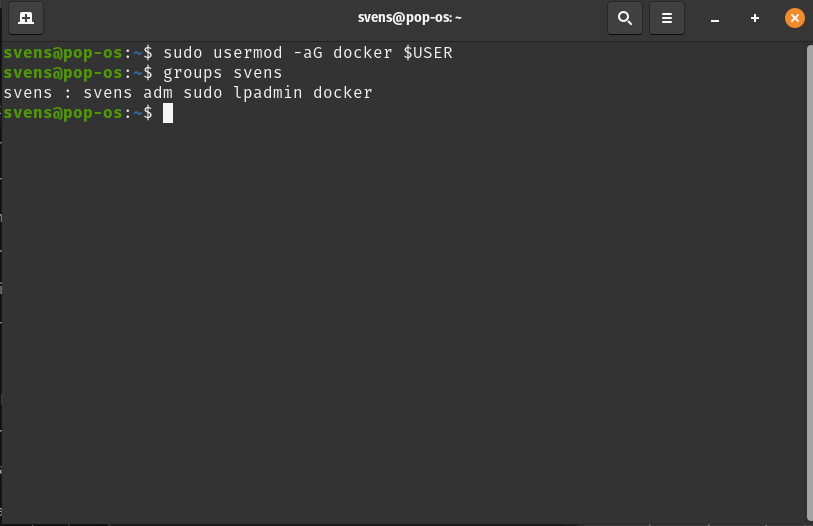 svens@pop-os: ~
svens@pop-os:~$ sudo usermod -aG docker $USER
svens@pop-os:~$ groups svens
svens : svens adm sudo lpadmin docker
svens@pop-os:~$